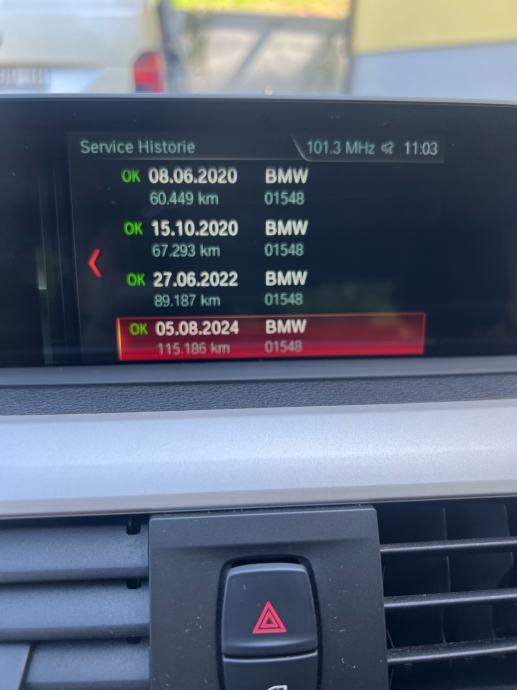 Service Historie 101.3 MHz 11:03
OK 08.06.2020 BMW
60.449 km 01548
OK 15.10.2020 BMW
67.293 km 01548
OK 27.06.2022 BMW
89.187 km 01548
OK 05.08.2024 BMW
115.186 km 01548